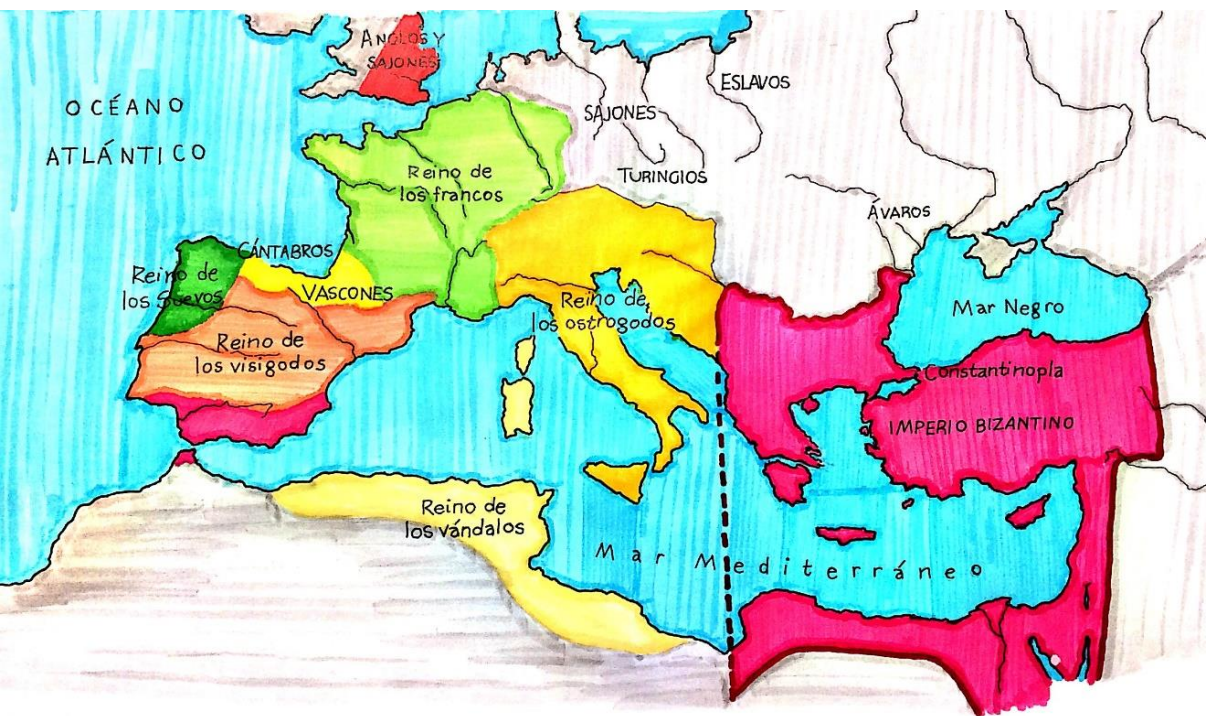 ANGLOS Y
SAJONES
OCÉANO
ATLÁNTICO
ESLAVOS
SAJONES
TURINGIOS
Reino de
los francos
ÁVAROS
CÁNTABROS
Reino de
los Suevos
VASCONES
Reino de
los ostrogodos
Mar Negro
Reino de
los visigodos
Constantinopla
IMPERIO BIZANTINO
Reino de
los vándalos
Mar Mediterráneo